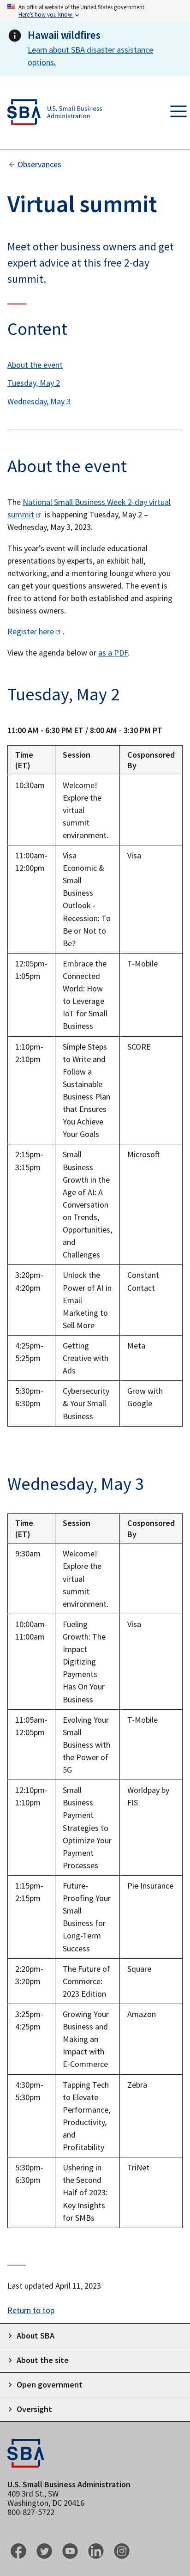 An official website of the United States government
Here's how you know
Hawaii wildfires
Learn about SBA disaster assistance
options.
SBA
U.S. Small Business
Administration
Observances
Virtual summit
Meet other business owners and get
expert advice at this free 2-day
summit.
Content
About the event
Tuesday, May 2
Wednesday, May 3
About the event
The National Small Business Week 2-day virtual
summit is happening Tuesday, May 2 –
Wednesday, May 3, 2023.
This year's event will include educational
presentations by experts, an exhibit hall,
networking, and a mentoring lounge where you
can get your questions answered. The event is
free to attend for both established and aspiring
business owners.
Register here .
View the agenda below or as a PDF.
Tuesday, May 2
11:00 AM - 6:30 PM ET / 8:00 AM - 3:30 PM PT
Time
(ET)
Session
Cosponsored
By
10:30am
Welcome!
Explore the
virtual
summit
environment.
11:00am-
12:00pm
Visa
Economic &
Small
Business
Outlook -
Recession: To
Be or Not to
Be?
Visa
12:05pm-
1:05pm
Embrace the
Connected
World: How
to Leverage
IoT for Small
Business
T-Mobile
1:10pm-
2:10pm
Simple Steps
to Write and
Follow a
Sustainable
Business Plan
that Ensures
You Achieve
Your Goals
SCORE
2:15pm-
3:15pm
Small
Business
Growth in the
Age of AI: A
Conversation
on Trends,
Opportunities,
and
Challenges
Microsoft
3:20pm-
4:20pm
Unlock the
Power of AI in
Email
Marketing to
Sell More
Constant
Contact
4:25pm-
5:25pm
Getting
Creative with
Ads
Meta
5:30pm-
6:30pm
Cybersecurity
& Your Small
Business
Grow with
Google
Wednesday, May 3
Time
(ET)
Session
Cosponsored
By
9:30am
Welcome!
Explore the
virtual
summit
environment.
10:00am-
11:00am
Fueling
Growth: The
Impact
Digitizing
Payments
Has On Your
Business
Visa
11:05am-
12:05pm
Evolving Your
Small
Business with
the Power of
5G
T-Mobile
12:10pm-
1:10pm
Small
Business
Payment
Strategies to
Optimize Your
Payment
Processes
Worldpay by
FIS
1:15pm-
2:15pm
Future-
Proofing Your
Small
Business for
Long-Term
Success
Pie Insurance
2:20pm-
3:20pm
The Future of
Commerce:
2023 Edition
Square
3:25pm-
4:25pm
Growing Your
Business and
Making an
Impact with
E-Commerce
Amazon
4:30pm-
5:30pm
Tapping Tech
to Elevate
Performance,
Productivity,
and
Profitability
Zebra
5:30pm-
6:30pm
Ushering in
the Second
Half of 2023:
Key Insights
for SMBs
TriNet
Last updated April 11, 2023
Return to top
About SBA
About the site
Open government
Oversight
SBA
U.S. Small Business Administration
409 3rd St., SW
Washington, DC 20416
800-827-5722